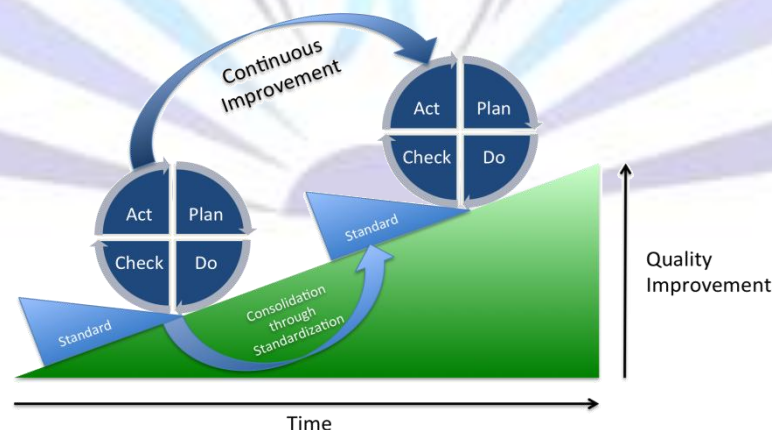 Continuous
Improvement
Act
Plan
Check
Do
Act
Plan
Check
Do
Standard
Standard
Consolidation
through
Standardization
Quality
Improvement
Time